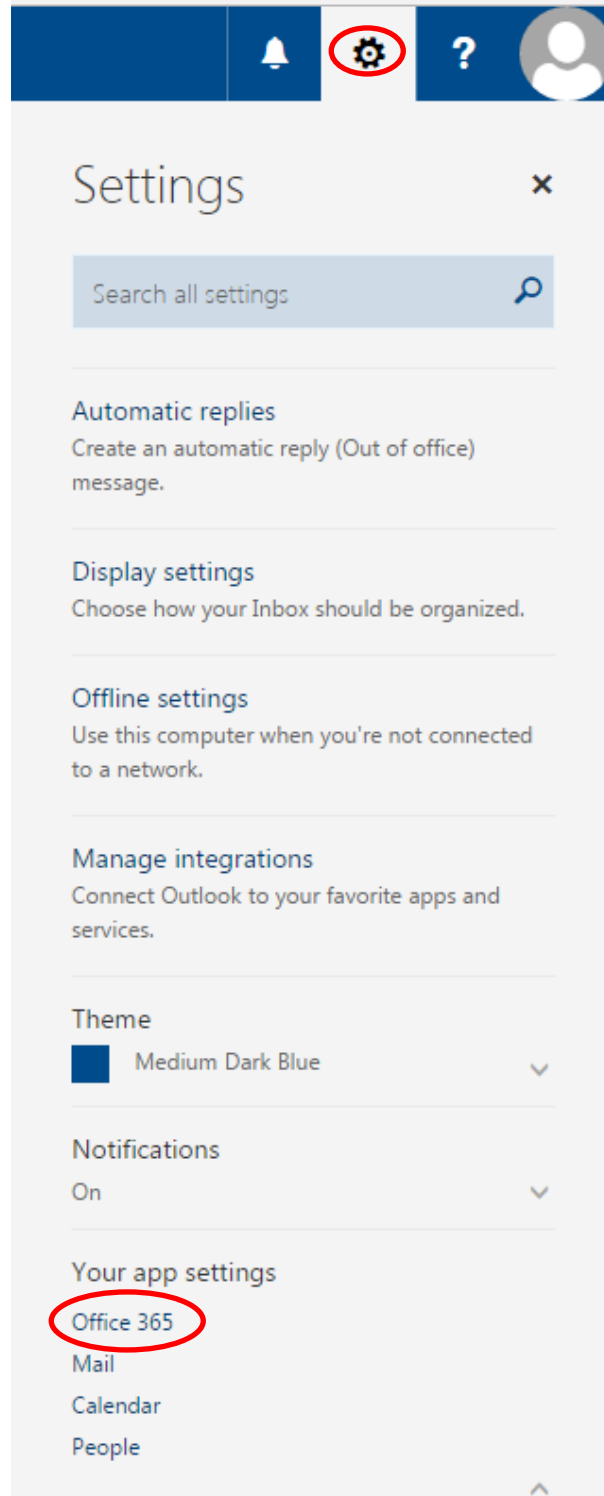 ?
Settings
Search all settings
Automatic replies
Create an automatic reply (Out of office)
message.
Display settings
Choose how your Inbox should be organized.
Offline settings
Use this computer when you're not connected
to a network.
Manage integrations
Connect Outlook to your favorite apps and
services.
Theme
Medium Dark Blue
Notifications
On
Your app settings
Office 365
Mail
Calendar
People